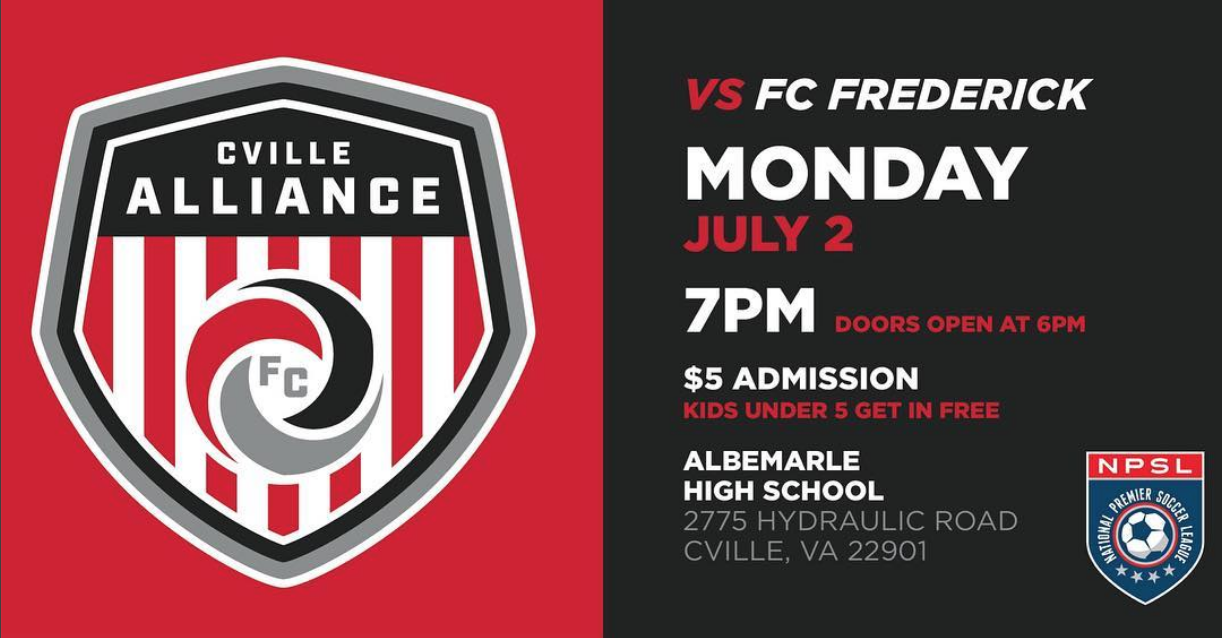 CVILLE
ALLIANCE
FC
VS FC FREDERICK
MONDAY
JULY 2
7PM DOORS OPEN AT 6PM
$5 ADMISSION
KIDS UNDER 5 GET IN FREE
ALBEMARLE
HIGH SCHOOL
2775 HYDRAULIC ROAD
CVILLE, VA 22901
NPSL
NATIONAL PREMIER SOCCER LEAGUE